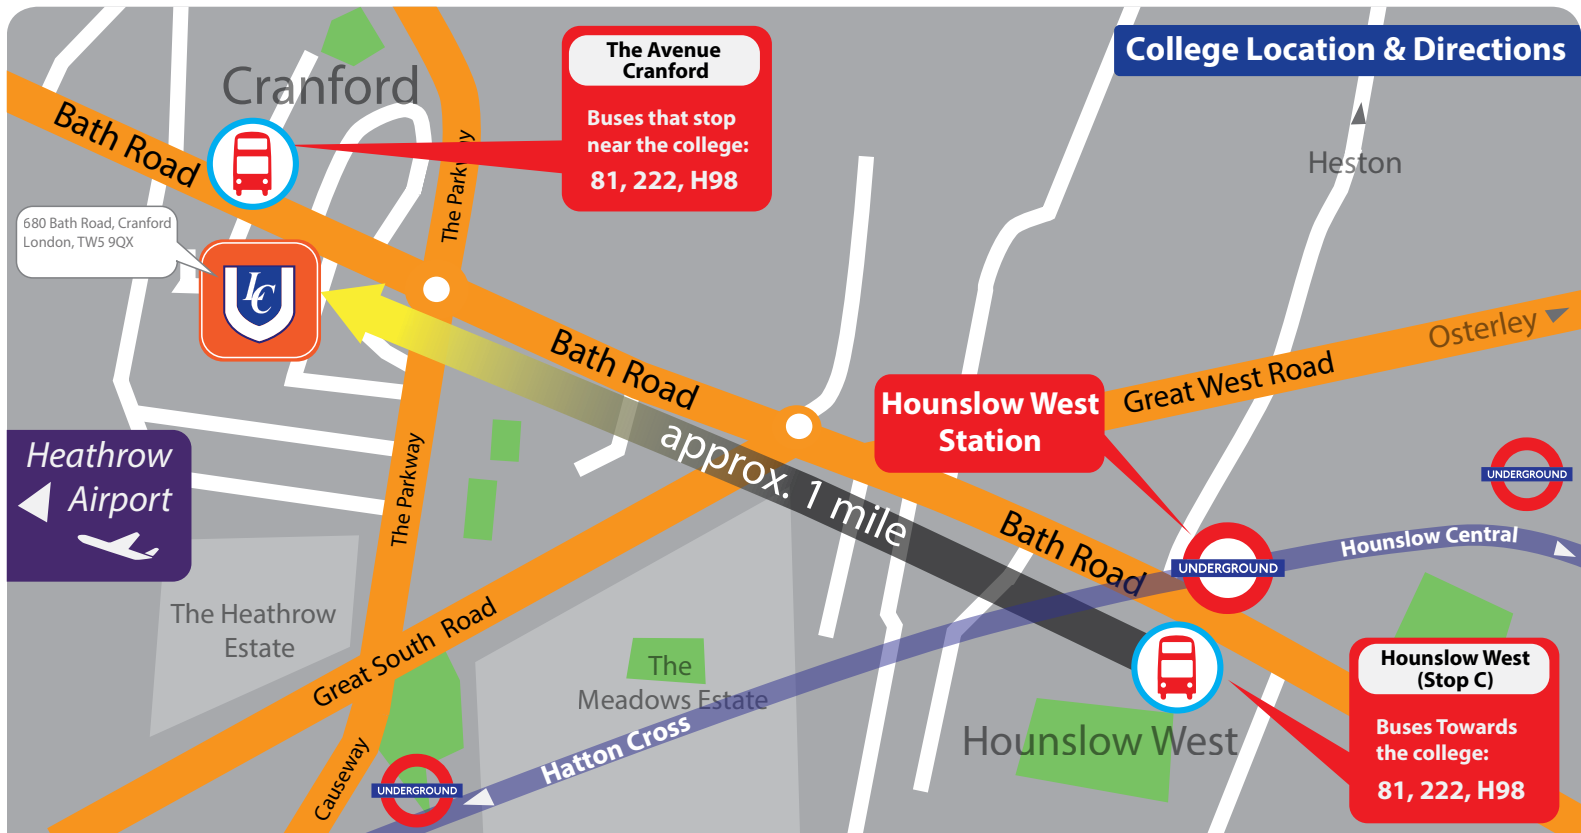 College Location & Directions
The Avenue
Cranford
Buses that stop
near the college:
81, 222, H98
Cranford
Bath Road
The Parkway
Heston
680 Bath Road, Cranford
London, TW5 9QX
LC
Bath Road
Osterley
Great West Road
Hounslow West
Station
approx. 1 mile
Heathrow
Airport
The Parkway
UNDERGROUND
Bath Road
Hounslow Central
UNDERGROUND
The Heathrow
Estate
Great South Road
The
Meadows Estate
Hatton Cross
Hounslow West
Hounslow West
(Stop C)
Buses Towards
the college:
81, 222, H98
Causeway
UNDERGROUND